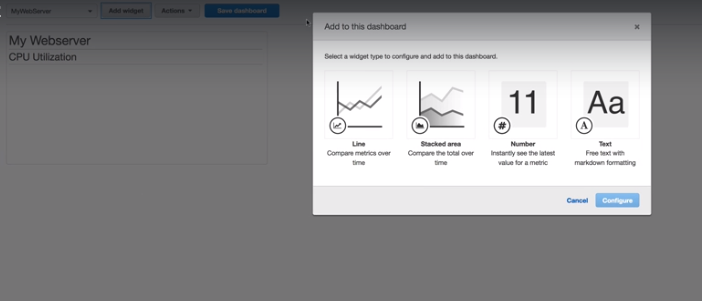 MyWebServer
Add widget
Actions
Save dashboard
My Webserver
CPU Utilization
Add to this dashboard
Select a widget type to configure and add to this dashboard.
Line
Compare metrics over
time
Stacked area
Compare the total over
time
11
#
Number
Instantly see the latest
value for a metric
Aa
A
Text
Free text with
markdown formatting
Cancel
Configure